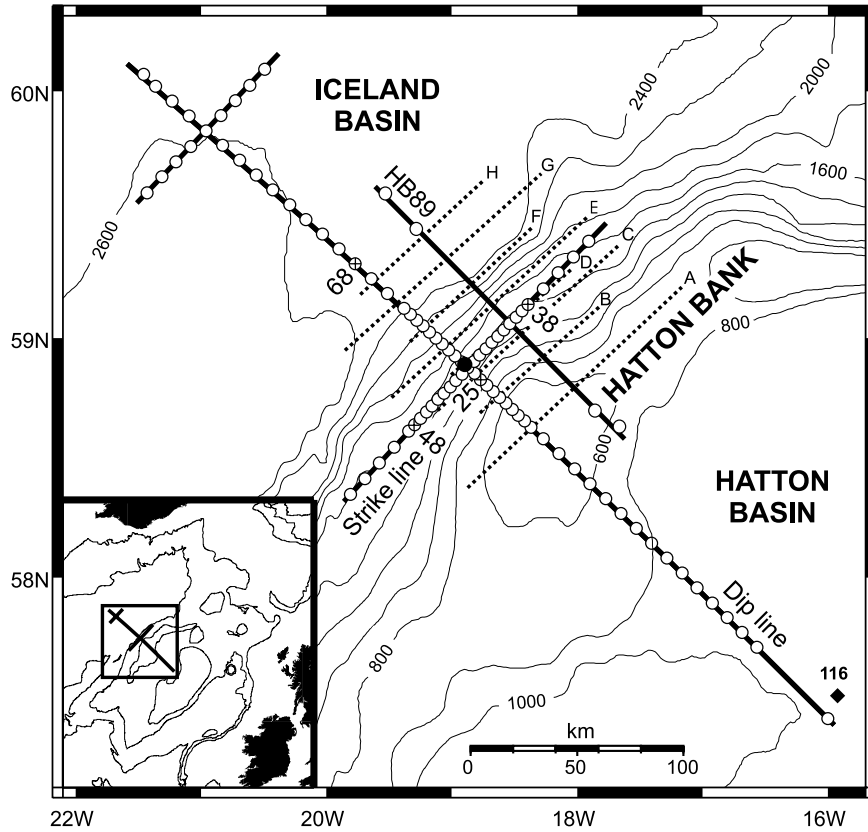 60N
59N
58N
22W
20W
18W
16W
ICELAND
BASIN
2400
2000
1600
2600
HB89
H
G
F
E
D
C
B
A
68
38
25
48
HATTON BANK
800
600
Strike line
HATTON
BASIN
Dip line
116
800
1000
km
0
50
100